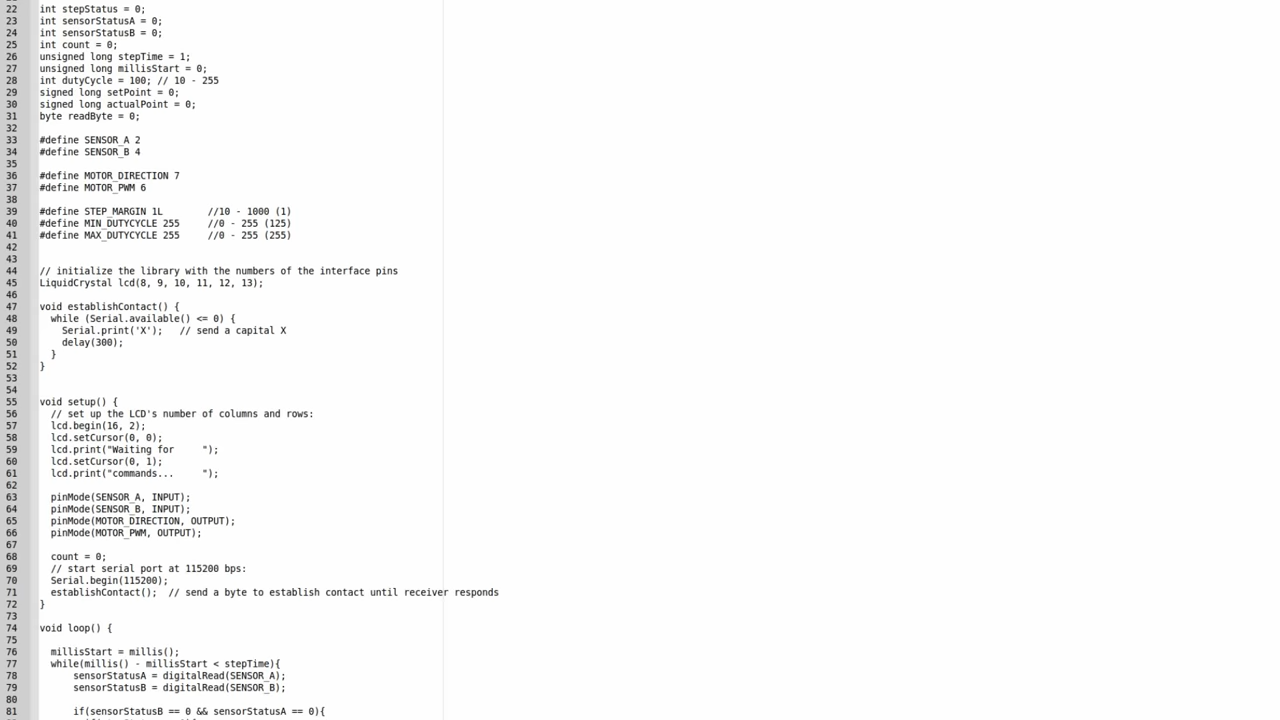 22 int stepStatus = 0;
23 int sensorStatusA = 0;
24 int sensorStatusB = 0;
25 int count = 0;
26 unsigned long stepTime = 1;
27 unsigned long millisStart = 0;
28 int dutyCycle = 100; // 10 - 255
29 signed long setPoint = 0;
30 signed long actualPoint = 0;
31 byte readByte = 0;
32
33 #define SENSOR_A 2
34 #define SENSOR_B 4
35
36 #define MOTOR_DIRECTION 7
37 #define MOTOR_PWM 6
38
39 #define STEP_MARGIN 1L        //10 - 1000 (1)
40 #define MIN_DUTYCYCLE 255     //0 - 255 (125)
41 #define MAX_DUTYCYCLE 255     //0 - 255 (255)
42
43
44 // initialize the library with the numbers of the interface pins
45 LiquidCrystal lcd(8, 9, 10, 11, 12, 13);
46
47 void establishContact() {
48   while (Serial.available() <= 0) {
49     Serial.print('X');   // send a capital X
50     delay(300);
51   }
52 }
53
54
55 void setup() {
56   // set up the LCD's number of columns and rows:
57   lcd.begin(16, 2);
58   lcd.setCursor(0, 0);
59   lcd.print("Waiting for     ");
60   lcd.setCursor(0, 1);
61   lcd.print("commands...     ");
62
63   pinMode(SENSOR_A, INPUT);
64   pinMode(SENSOR_B, INPUT);
65   pinMode(MOTOR_DIRECTION, OUTPUT);
66   pinMode(MOTOR_PWM, OUTPUT);
67
68   count = 0;
69   // start serial port at 115200 bps:
70   Serial.begin(115200);
71   establishContact();  // send a byte to establish contact until receiver responds
72 }
73
74 void loop() {
75
76   millisStart = millis();
77   while(millis() - millisStart < stepTime){
78       sensorStatusA = digitalRead(SENSOR_A);
79       sensorStatusB = digitalRead(SENSOR_B);
80
81       if(sensorStatusB == 0 && sensorStatusA == 0){